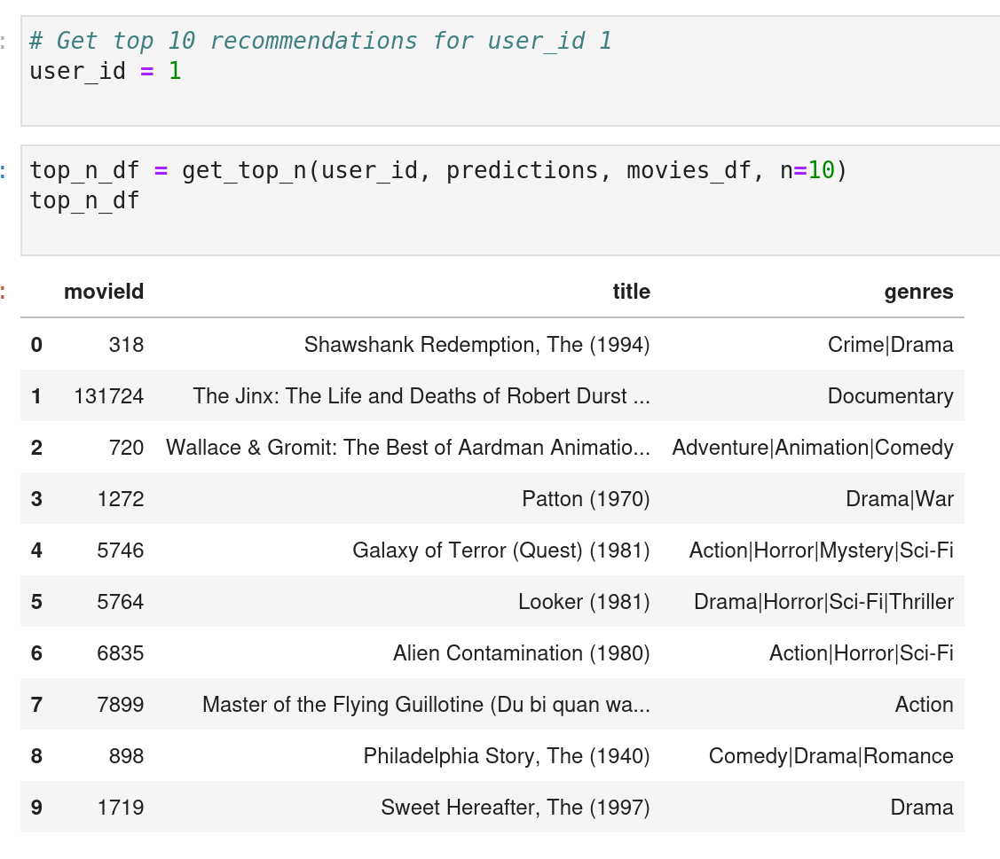 # Get top 10 recommendations for user_id 1
user_id = 1
top_n_df = get_top_n(user_id, predictions, movies_df, n=10)
top_n_df
movieId title genres
0 318 Shawshank Redemption, The (1994) Crime|Drama
1 131724 The Jinx: The Life and Deaths of Robert Durst ... Documentary
2 720 Wallace & Gromit: The Best of Aardman Animatio... Adventure|Animation|Comedy
3 1272 Patton (1970) Drama|War
4 5746 Galaxy of Terror (Quest) (1981) Action|Horror|Mystery|Sci-Fi
5 5764 Looker (1981) Drama|Horror|Sci-Fi|Thriller
6 6835 Alien Contamination (1980) Action|Horror|Sci-Fi
7 7899 Master of the Flying Guillotine (Du bi quan wa... Action
8 898 Philadelphia Story, The (1940) Comedy|Drama|Romance
9 1719 Sweet Hereafter, The (1997) Drama